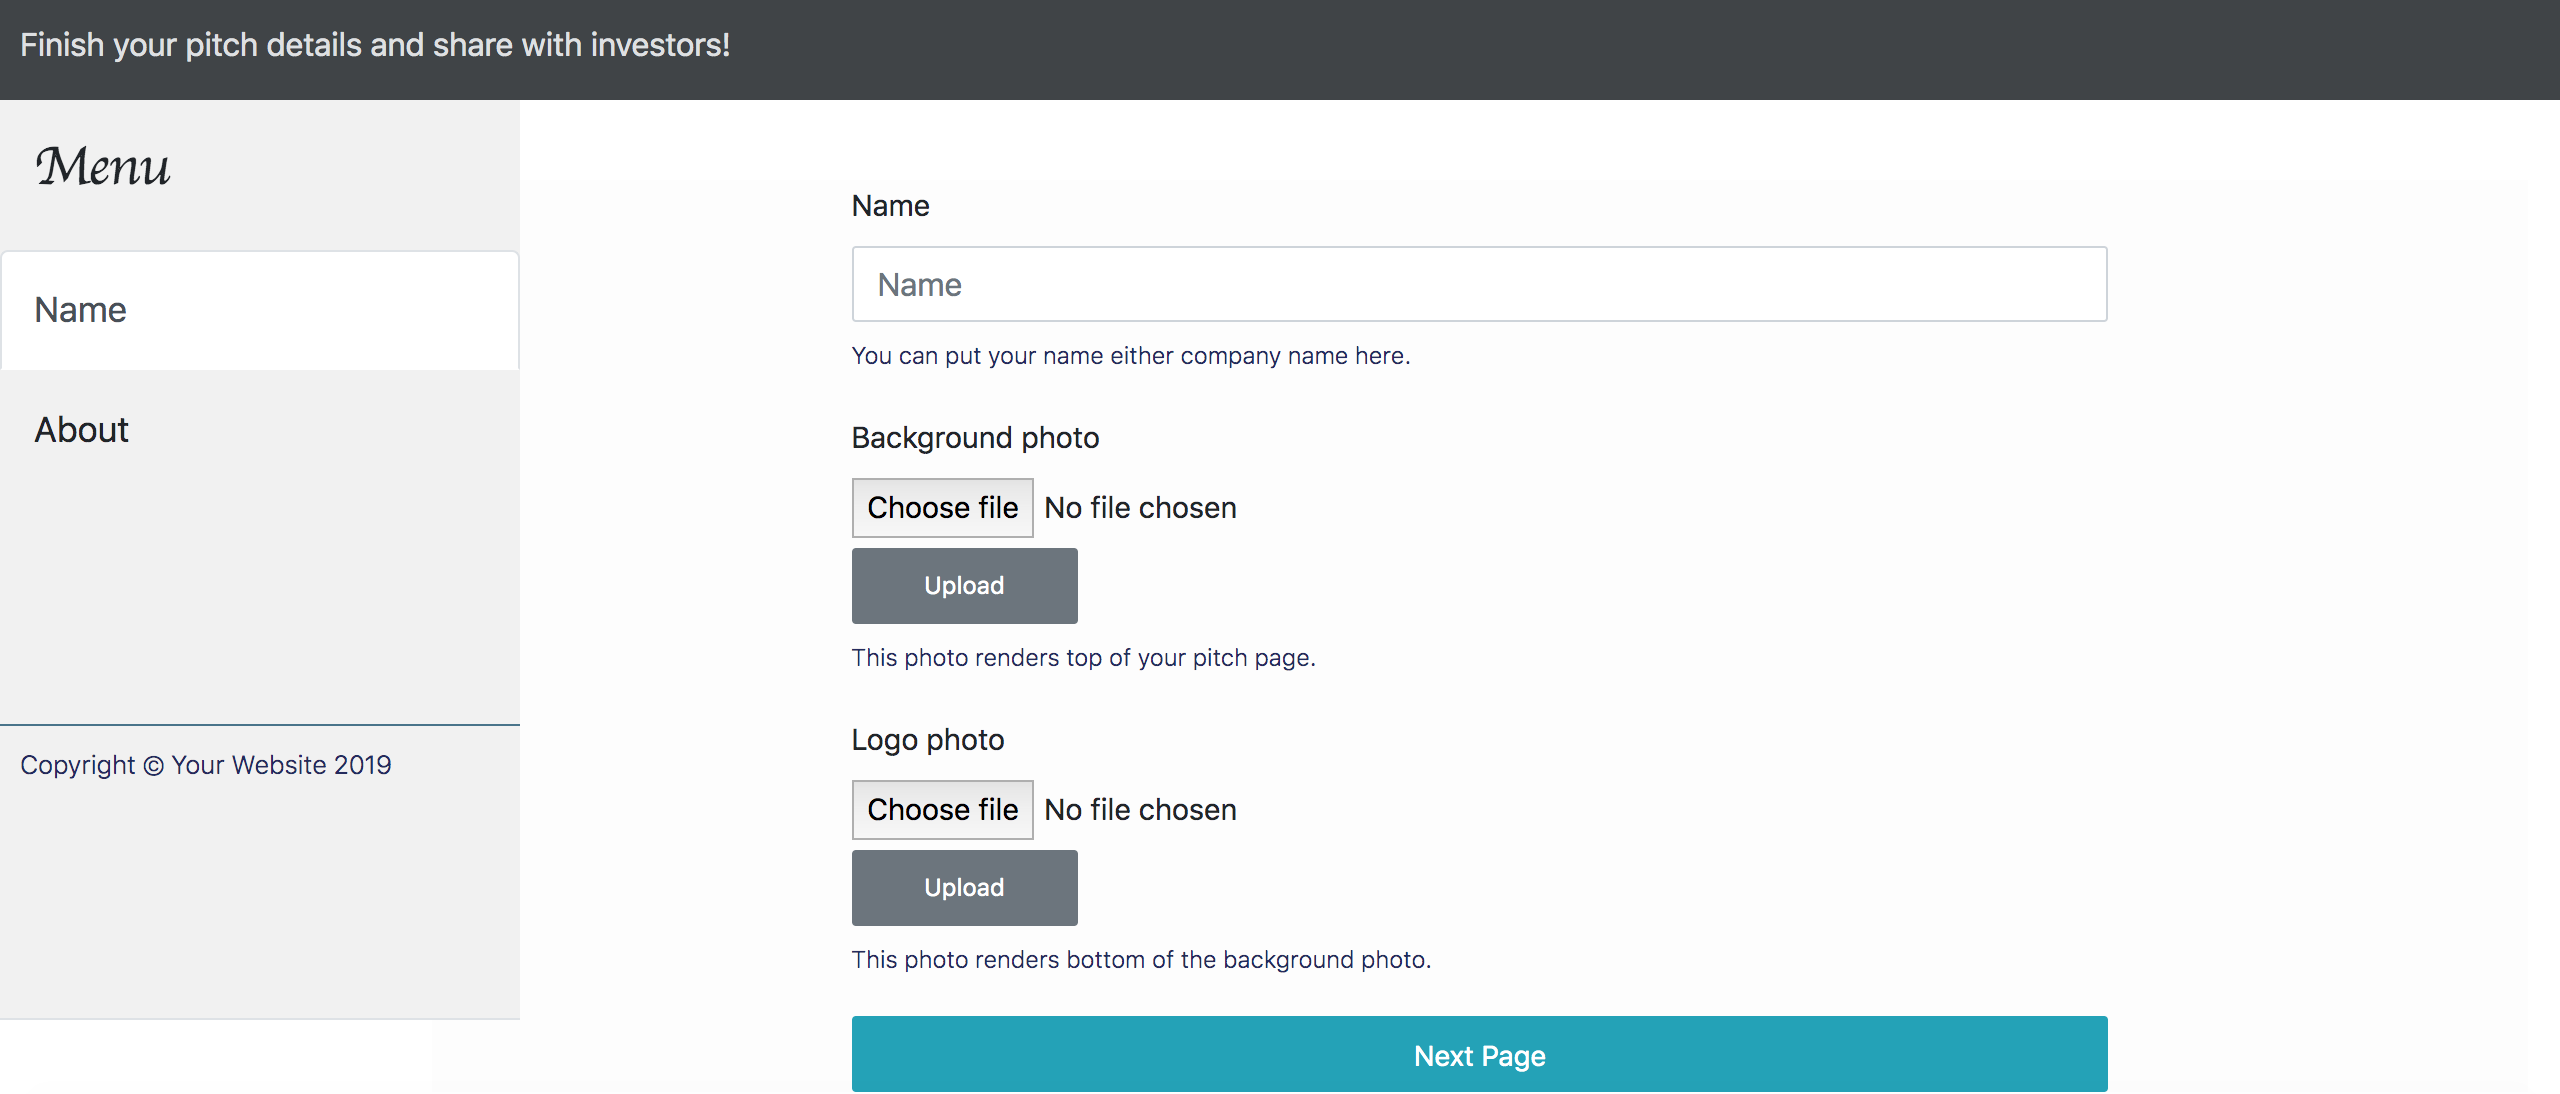 Finish your pitch details and share with investors!
Menu
Name
About
Copyright © Your Website 2019
Name
Name
You can put your name either company name here.
Background photo
Choose file No file chosen
Upload
This photo renders top of your pitch page.
Logo photo
Choose file No file chosen
Upload
This photo renders bottom of the background photo.
Next Page